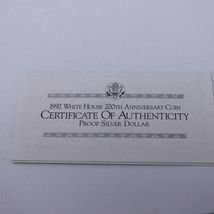 1992 White House 200th Anniversary Coin
Certificate Of Authenticity
Proof Silver Dollar